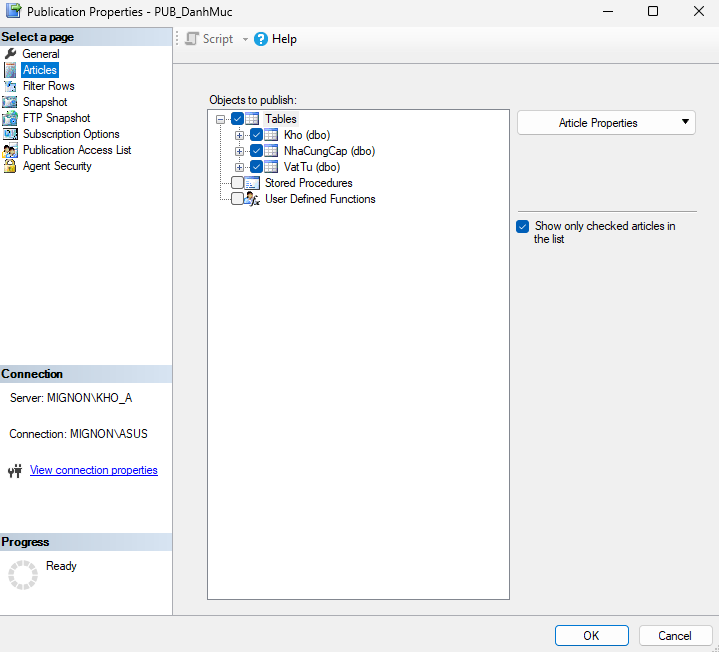 Publication Properties - PUB_DanhMuc
Select a page
General
Articles
Filter Rows
Snapshot
FTP Snapshot
Subscription Options
Publication Access List
Agent Security
Connection
Server: MIGNON\KHO_A
Connection: MIGNON\ASUS
View connection properties
Progress
Ready
Script
Help
Objects to publish:
Tables
Kho (dbo)
NhaCungCap (dbo)
VatTu (dbo)
Stored Procedures
User Defined Functions
Article Properties
Show only checked articles in
the list
OK
Cancel